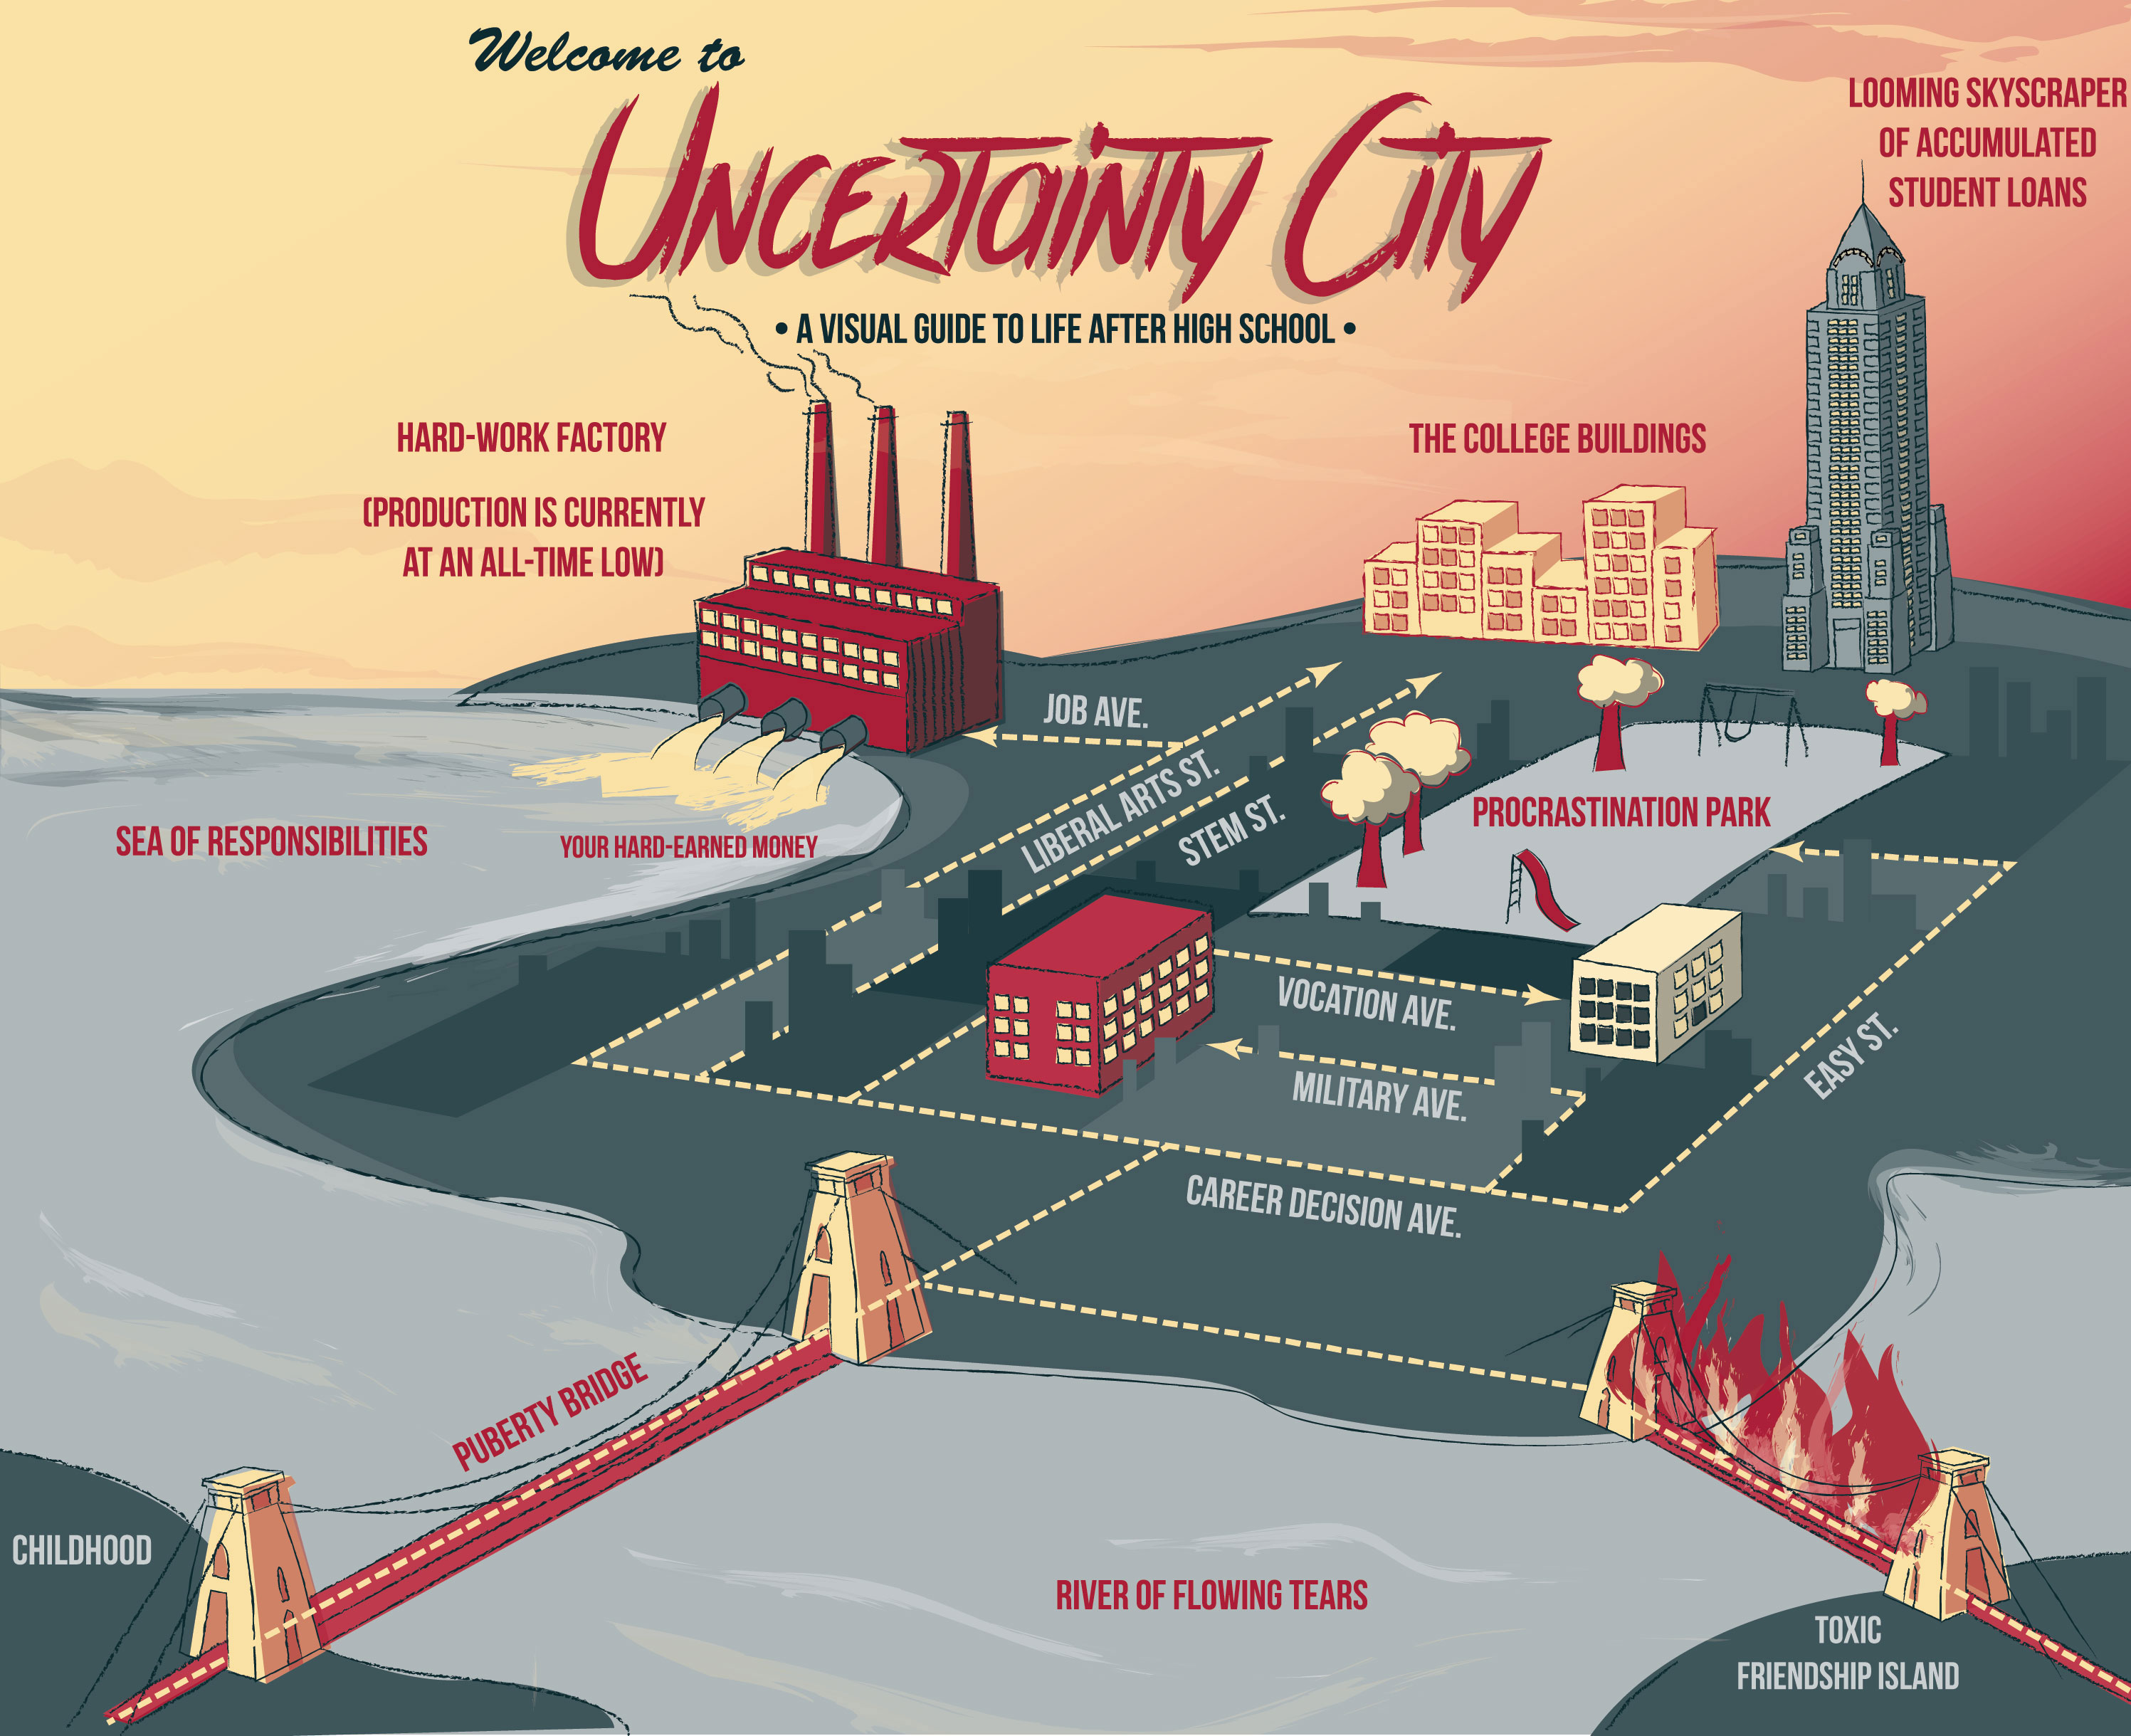 Welcome to
UNCERTAINTY CITY
• A VISUAL GUIDE TO LIFE AFTER HIGH SCHOOL •
LOOMING SKYSCRAPER
OF ACCUMULATED
STUDENT LOANS
HARD-WORK FACTORY
(PRODUCTION IS CURRENTLY
AT AN ALL-TIME LOW)
THE COLLEGE BUILDINGS
JOB AVE.
LIBERAL ARTS ST.
STEM ST.
PROCRASTINATION PARK
SEA OF RESPONSIBILITIES
YOUR HARD-EARNED MONEY
VOCATION AVE.
MILITARY AVE.
EASY ST.
CAREER DECISION AVE.
PUBERTY BRIDGE
CHILDHOOD
RIVER OF FLOWING TEARS
TOXIC
FRIENDSHIP ISLAND